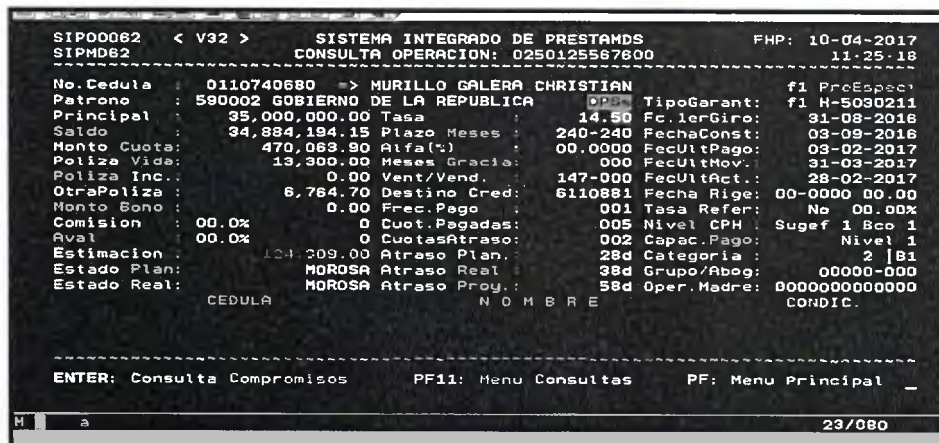 SIPO0062 < V32 > SISTEMA INTEGRADO DE PRESTAMDS FHP: 10-04-2017
SIPMD62 CONSULTA OPERACION: 0250125567600 11-25-18
No.Cedula : 0110740680 => MURILLO GALERA CHRISTIAN f1 ProEspeci
Patrono : 590002 GOBIERNO DE LA REPUBLICA TipoGarant: f1 H-5030211
Principal : 35,000,000.00 Tasa : 14.50 Fc.1erGiro: 31-08-2016
Saldo : 34,884,194.15 Plazo Meses : 240-240 FechaConst: 03-09-2016
Monto Cuota: 470,063.90 Alfa(%) : 00.0000 FecUltPago: 03-02-2017
Poliza Vida: 13,300.00 Meses Gracia: 000 FecUltMov.: 31-03-2017
Poliza Inc.: 0.00 Vent/Vend. : 147-000 FecUltAct.: 28-02-2017
OtraPoliza : 6,764.70 Destino Cred: 6110881 Fecha Rige: 00-0000 00.00
Monto Bono : 0.00 Frec.Pago : 001 Tasa Refer: No 00.00%
Comision : 00.0% 0 Cuot.Pagadas: 005 Nivel CPH : Sugef 1 Bco 1
Aval : 00.0% 0 CuotasAtraso: 002 Capac.Pago: Nivel 1
Estimacion : Atraso Plan.: 28d Categoria : 2 |B1
Estado Plan: MOROSA Atraso Real : 38d Grupo/Abog: 00000-000
Estado Real: MOROSA Atraso Proy.: 58d Oper.Madre: 0000000000000
CEDULA N O M B R E CONDIC.
ENTER: Consulta Compromisos PF11: Menu Consultas PF: Menu Principal _
M a 23/080